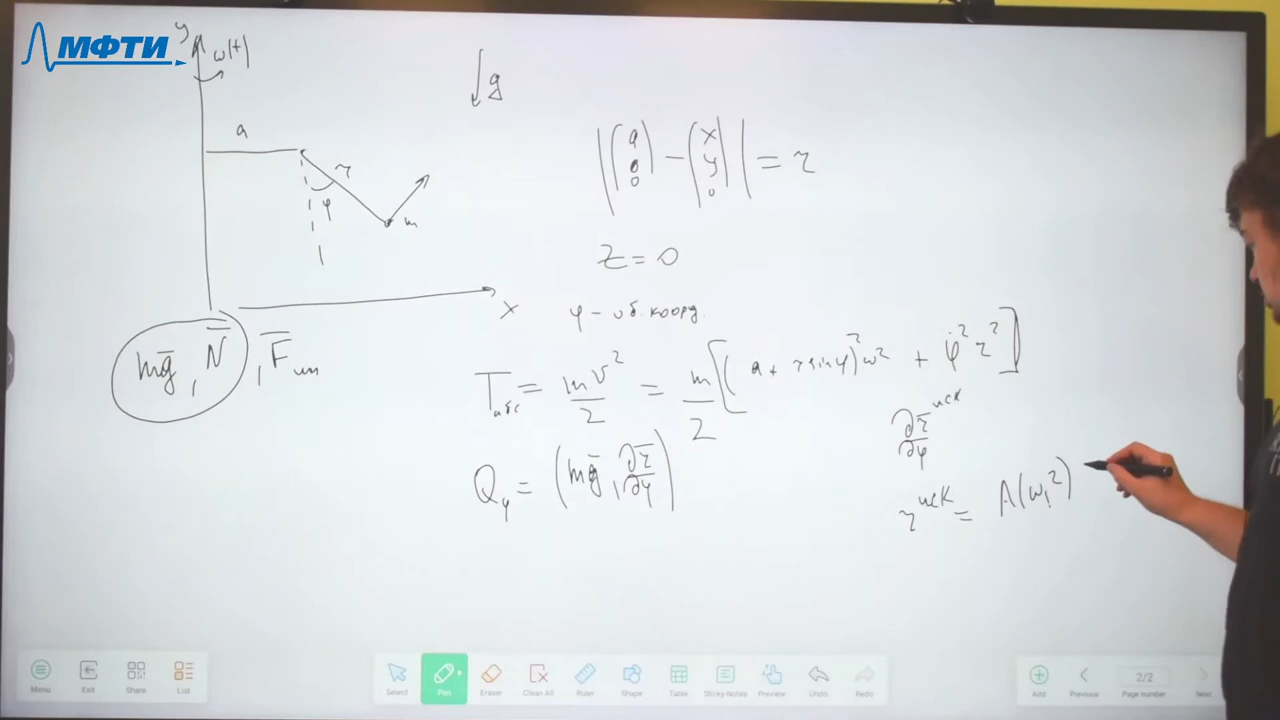 МФТИ
y
ω(t)
a
r
φ
m
x
g
|(a 0 0) − (x y 0)| = r
z = 0
φ – об. коорд.
mḡ, N̄, F̄ ин
T абс = mv²/2 = m/2 [(a + r sin φ)² ω² + φ̇² r²]
Q φ = (mḡ, ∂r̄/∂φ)
∂r̄ иск/∂φ
r иск = A(ω,²)
Menu
Exit
Share
List
Select
Pen
Eraser
Clean All
Ruler
Shape
Table
Sticky-Notes
Preview
Undo
Redo
Add
Previous
2/2
Page number
Next